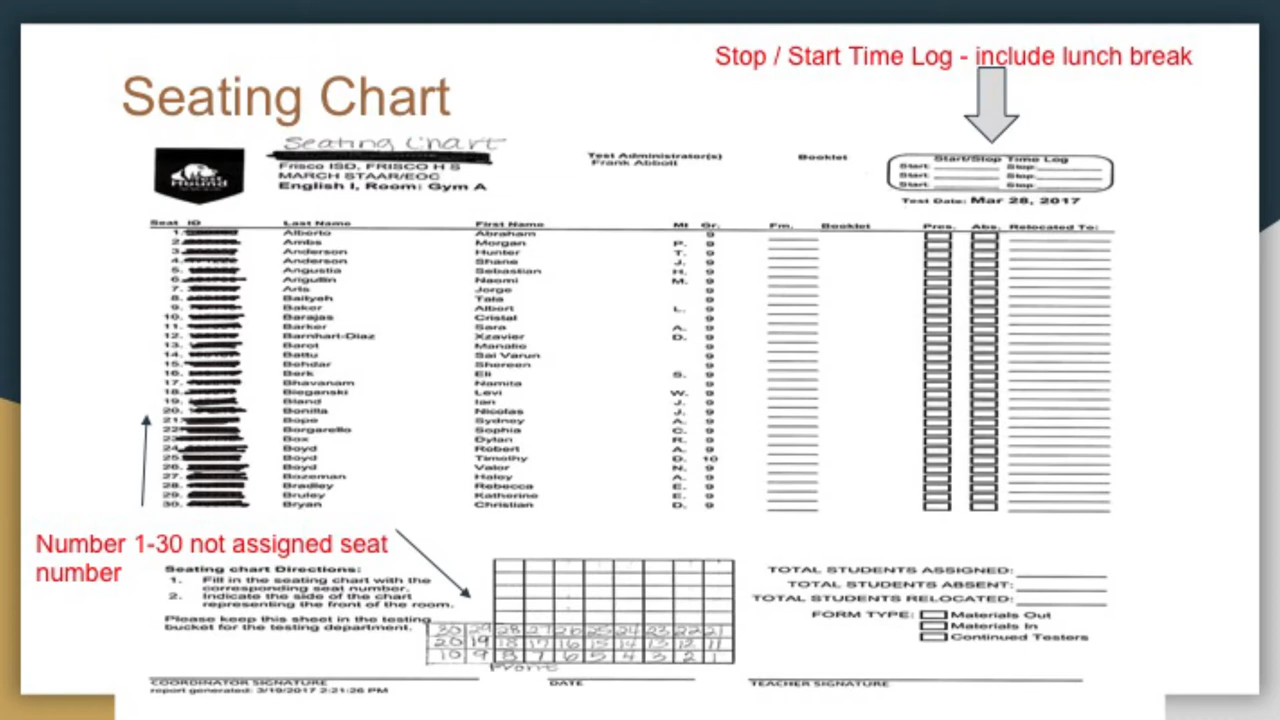 Stop / Start Time Log - include lunch break
Seating Chart
Seating Chart
Frisco ISD, FRISCO H S
MARCH STAAR/EOC
English I, Room: Gym A
Test Administrator(s)
Frank Abbott
Booklet
Start/Stop Time Log
Start: Stop:
Start: Stop:
Start: Stop:
Test Date: Mar 28, 2017
Seat ID Last Name First Name MI Gr. Fm. Booklet Pres. Abs. Relocated To:
1. Alberto Abraham 9
2. Ambs Morgan P. 9
3. Anderson Hunter T. 9
4. Anderson Shane J. 9
5. Angustia Sebastian H. 9
6. Naomi M. 9
7. Jorge 9
8. Tala 9
9. Baker Albert L. 9
10. Barajas Cristal 9
11. Barker Sara A. 9
12. Barnhart-Diaz Xzavier D. 9
13. Barot 9
14. Battu Sai Varun 9
15. Behdar Shereen 9
16. Berk Eli S. 9
17. Bhavanam Namita 9
18. Bieganski Levi W. 9
19. Bland Ian J. 9
20. Bonilla Nicolas J. 9
21. Bope Sydney A. 9
22. Borgarello Sophia C. 9
23. Box Dylan R. 9
24. Boyd Robert A. 9
25. Boyd Timothy D. 10
26. Boyd Valor N. 9
27. Bozeman Haley A. 9
28. Bradley Rebecca E. 9
29. Bruley Katherine E. 9
30. Bryan Christian D. 9
Number 1-30 not assigned seat
number
Seating chart Directions:
1. Fill in the seating chart with the
corresponding seat number.
2. Indicate the side of the chart
representing the front of the room.
Please keep this sheet in the testing
bucket for the testing department.
30 29 28 27 26 25 24 23 22 21
20 19 18 17 16 15 14 13 12 11
10 9 8 7 6 5 4 3 2 1
Front
TOTAL STUDENTS ASSIGNED:
TOTAL STUDENTS ABSENT:
TOTAL STUDENTS RELOCATED:
FORM TYPE: Materials Out
Materials In
Continued Testers
COORDINATOR SIGNATURE DATE TEACHER SIGNATURE
report generated: 3/19/2017 2:21:26 PM